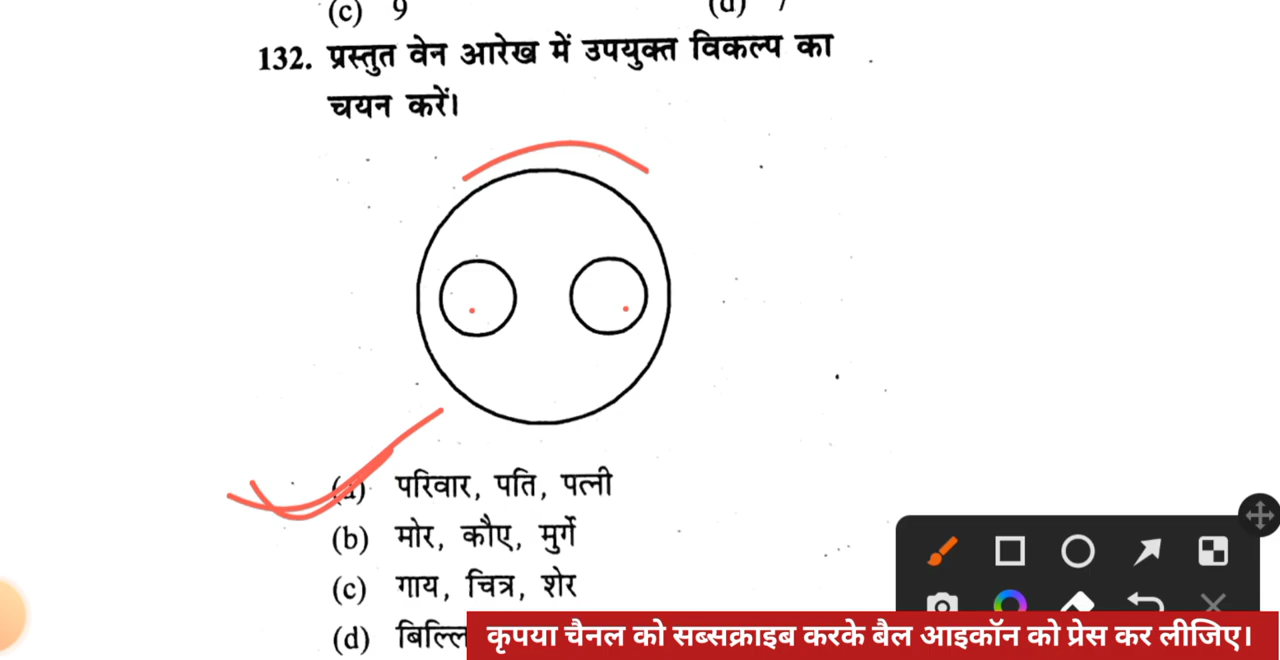 (c) 9 (d) 7
132. प्रस्तुत वेन आरेख में उपयुक्त विकल्प का
चयन करें।
(a) परिवार, पति, पत्नी
(b) मोर, कौए, मुर्गे
(c) गाय, चित्र, शेर
(d)
कृपया चैनल को सब्सक्राइब करके बैल आइकॉन को प्रेस कर लीजिए।